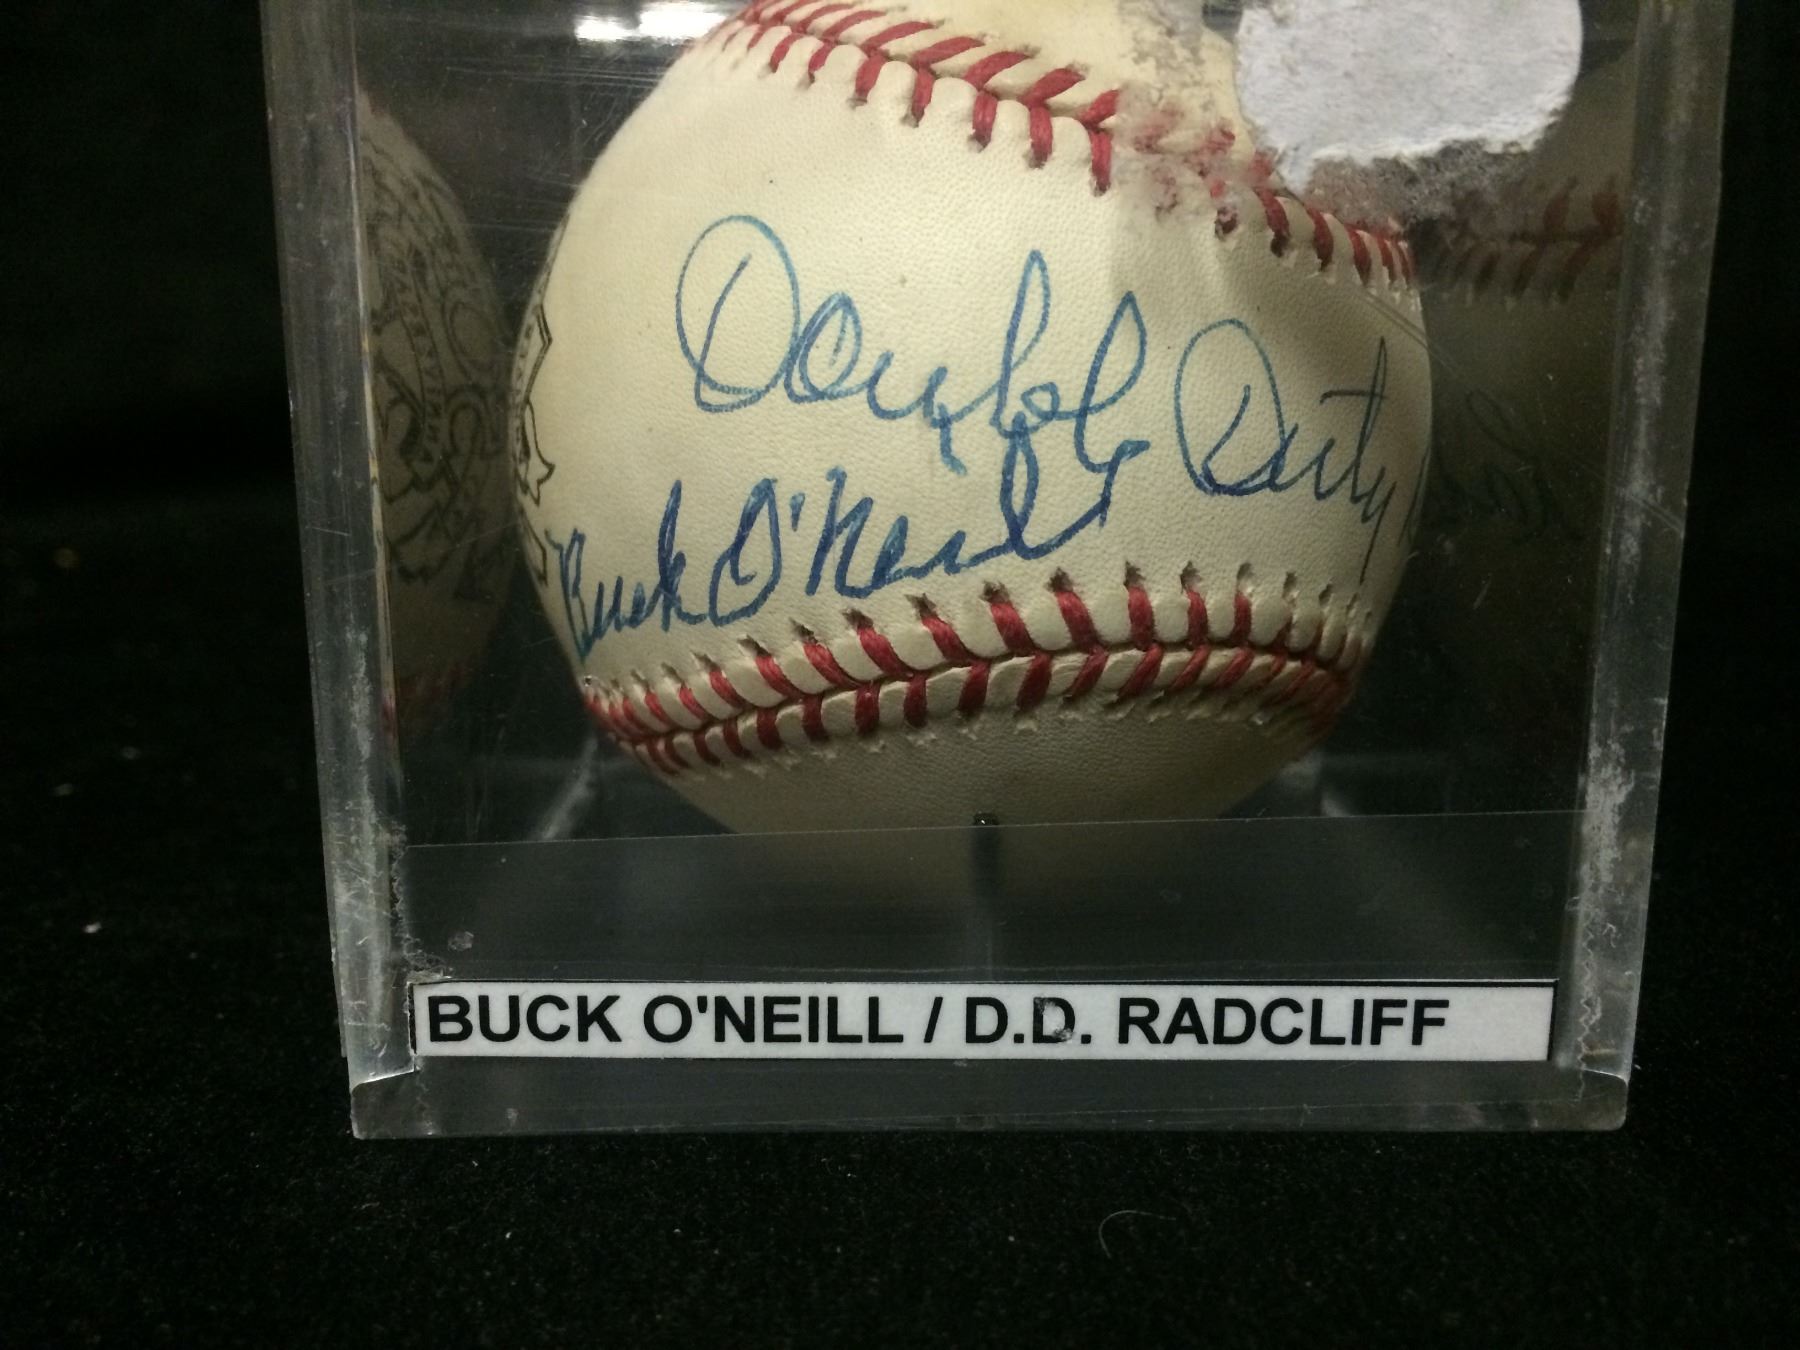 Double Duty
Buck O'Neil
BUCK O'NEILL / D.D. RADCLIFF